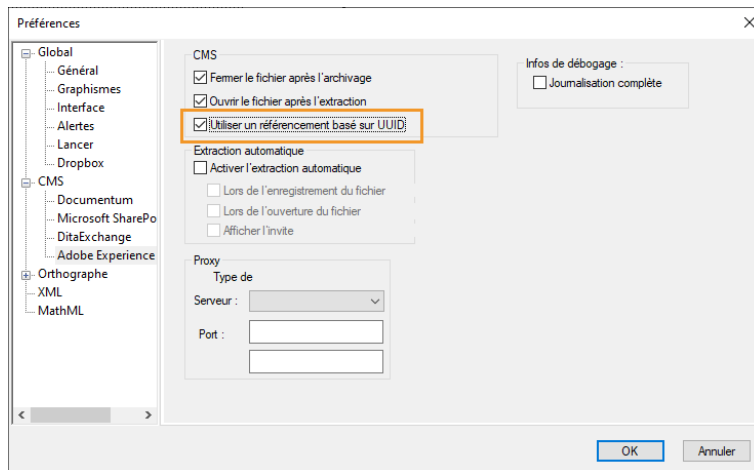 Préférences
Global
Général
Graphismes
Interface
Alertes
Lancer
Dropbox
CMS
Documentum
Microsoft SharePo
DitaExchange
Adobe Experience
Orthographe
XML
MathML
CMS
Fermer le fichier après l'archivage
Ouvrir le fichier après l'extraction
Utiliser un référencement basé sur UUID
Extraction automatique
Activer l'extraction automatique
Lors de l'enregistrement du fichier
Lors de l'ouverture du fichier
Afficher l'invite
Proxy
Type de
Serveur :
Port :
Infos de débogage :
Journalisation complète
OK
Annuler